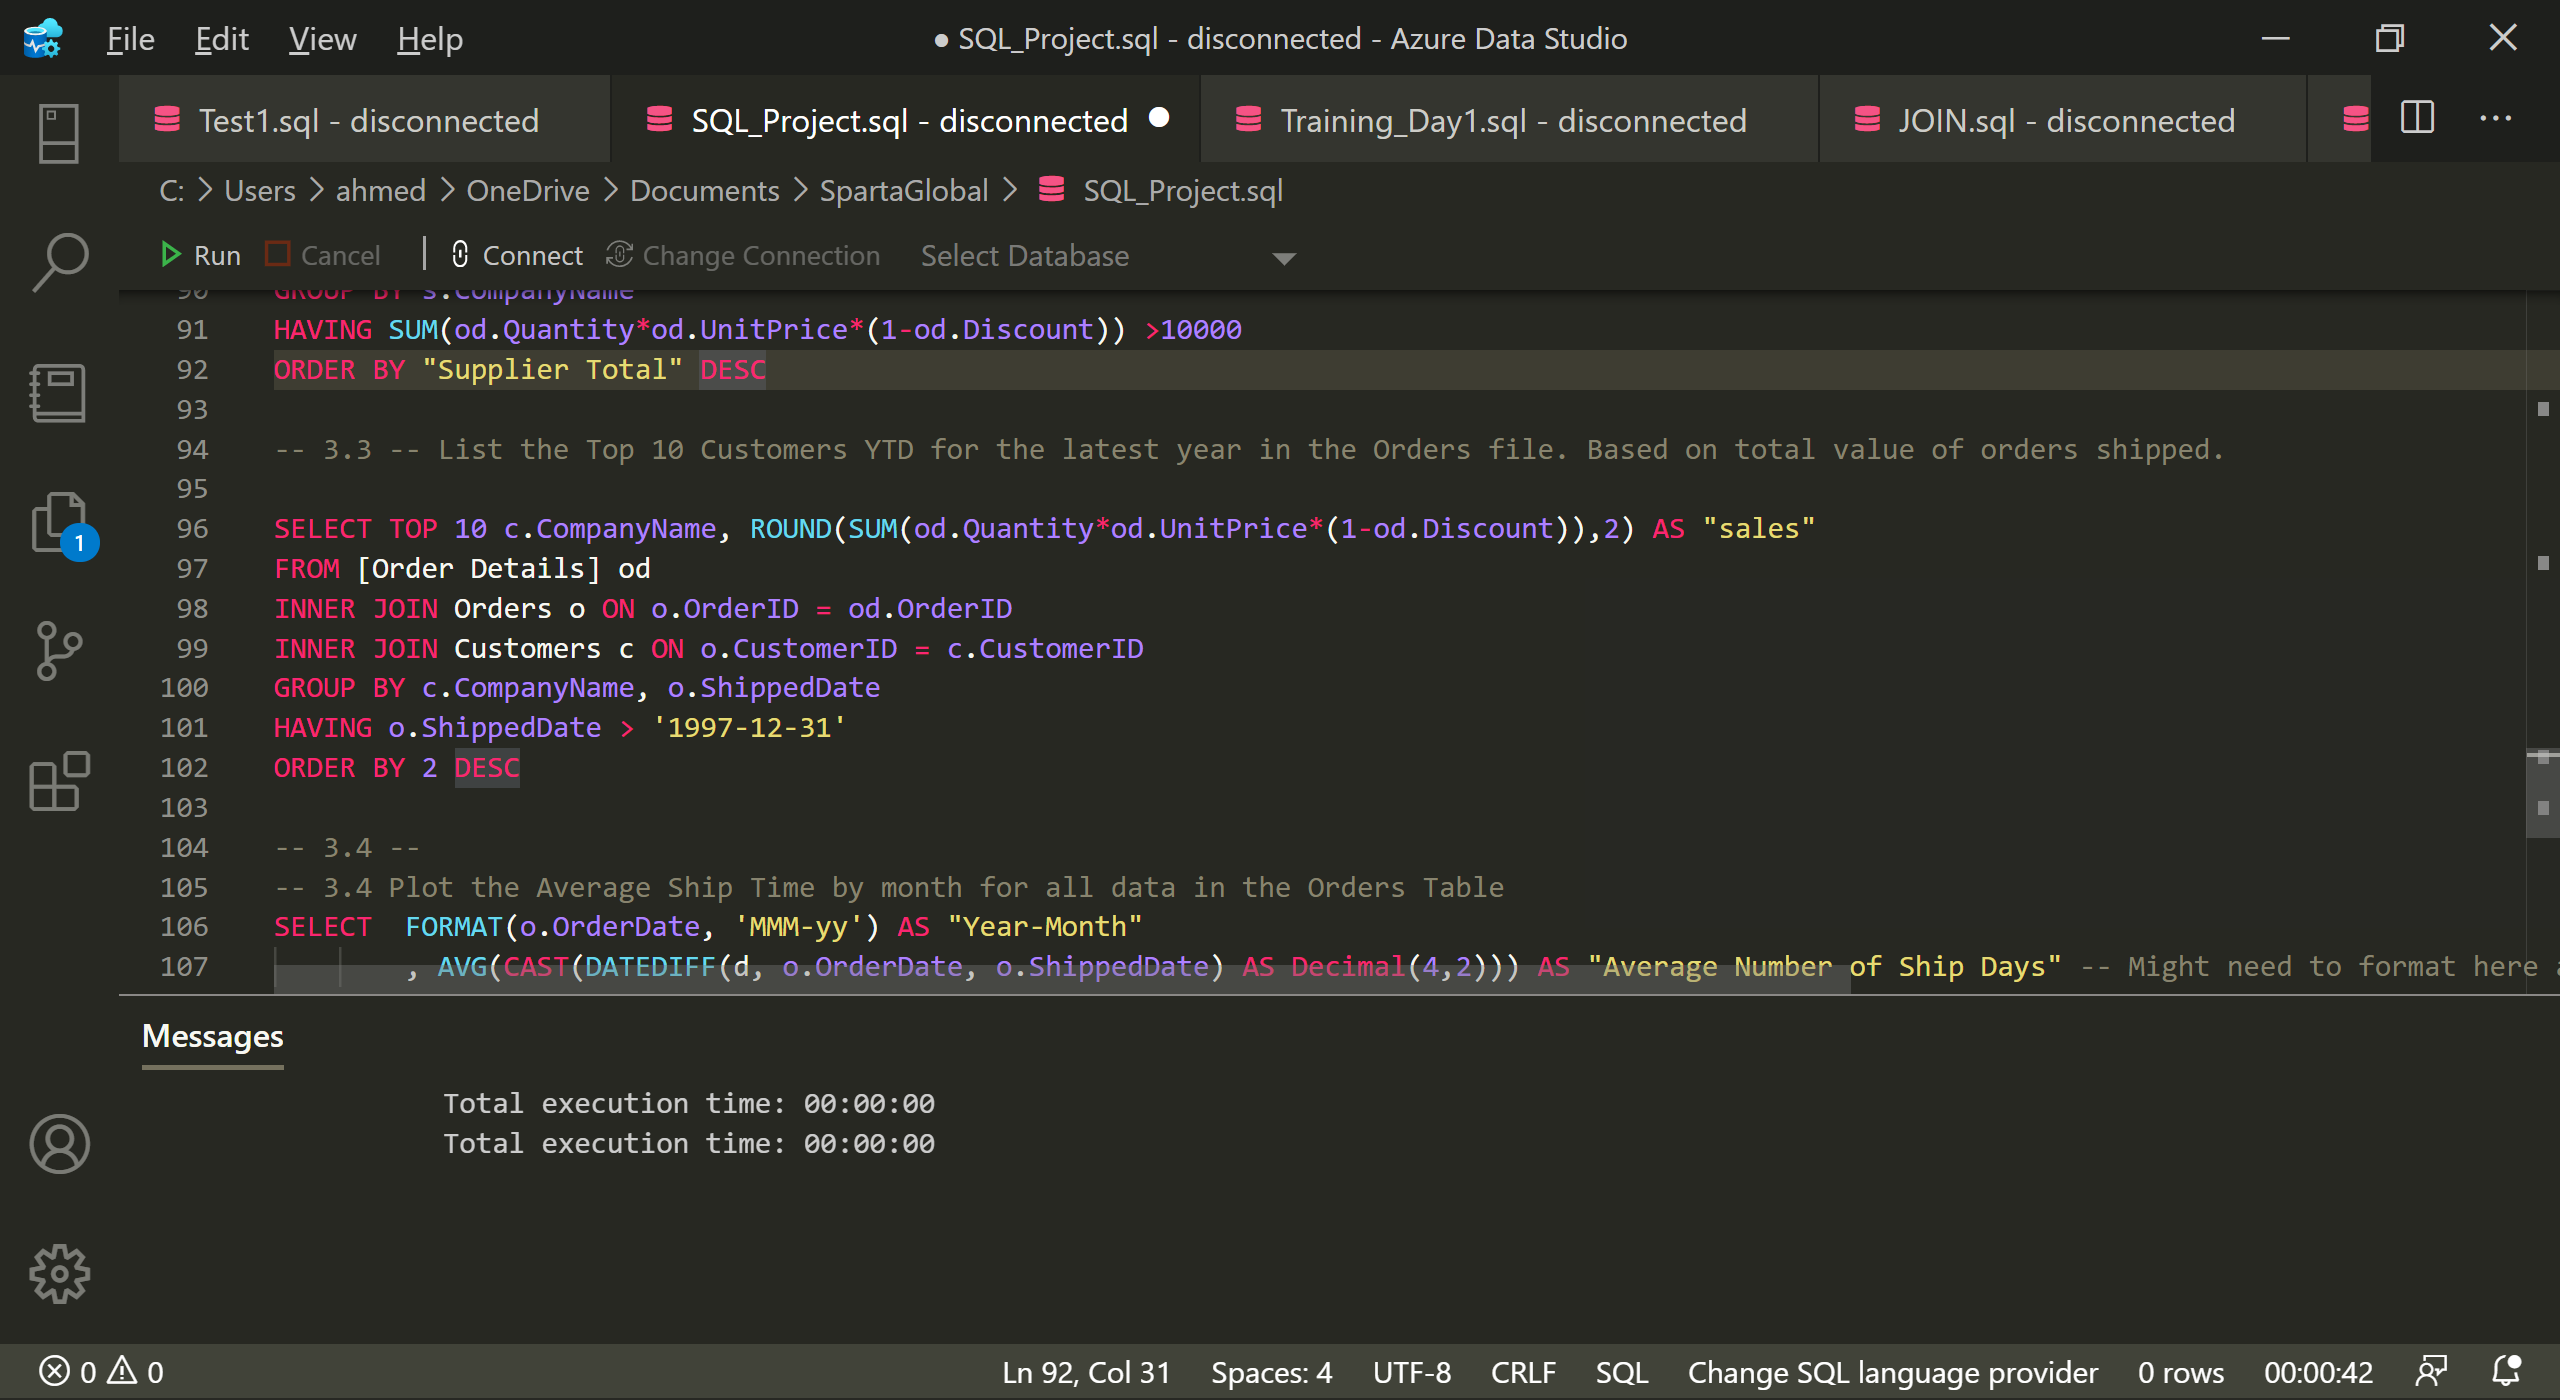 File Edit View Help
● SQL_Project.sql - disconnected - Azure Data Studio
Test1.sql - disconnected
SQL_Project.sql - disconnected ●
Training_Day1.sql - disconnected
JOIN.sql - disconnected
C: > Users > ahmed > OneDrive > Documents > SpartaGlobal > SQL_Project.sql
Run Cancel | Connect Change Connection Select Database
90 GROUP BY s.CompanyName
91 HAVING SUM(od.Quantity*od.UnitPrice*(1-od.Discount)) >10000
92 ORDER BY "Supplier Total" DESC
93
94 -- 3.3 -- List the Top 10 Customers YTD for the latest year in the Orders file. Based on total value of orders shipped.
95
96 SELECT TOP 10 c.CompanyName, ROUND(SUM(od.Quantity*od.UnitPrice*(1-od.Discount)),2) AS "sales"
97 FROM [Order Details] od
98 INNER JOIN Orders o ON o.OrderID = od.OrderID
99 INNER JOIN Customers c ON o.CustomerID = c.CustomerID
100 GROUP BY c.CompanyName, o.ShippedDate
101 HAVING o.ShippedDate > '1997-12-31'
102 ORDER BY 2 DESC
103
104 -- 3.4 --
105 -- 3.4 Plot the Average Ship Time by month for all data in the Orders Table
106 SELECT  FORMAT(o.OrderDate, 'MMM-yy') AS "Year-Month"
107         , AVG(CAST(DATEDIFF(d, o.OrderDate, o.ShippedDate) AS Decimal(4,2))) AS "Average Number of Ship Days" -- Might need to format here
1
Messages
Total execution time: 00:00:00
Total execution time: 00:00:00
0 0 Ln 92, Col 31 Spaces: 4 UTF-8 CRLF SQL Change SQL language provider 0 rows 00:00:42